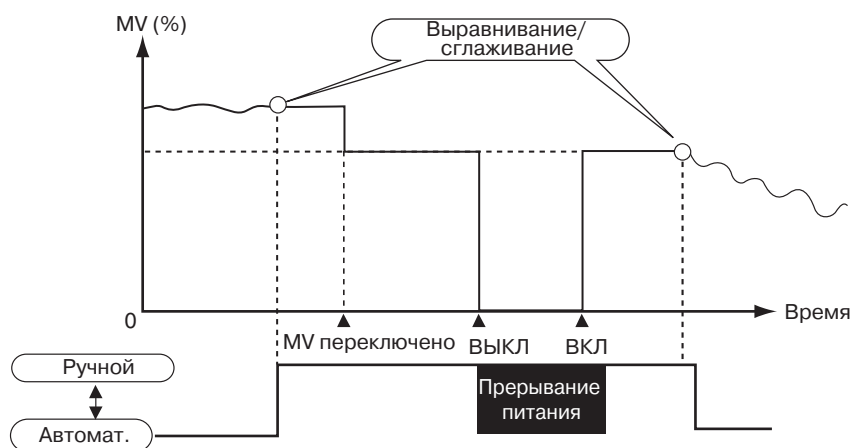 MV (%)
Выравнивание/
сглаживание
0
Время
MV переключено
ВЫКЛ
ВКЛ
Ручной
Прерывание
питания
Автомат.